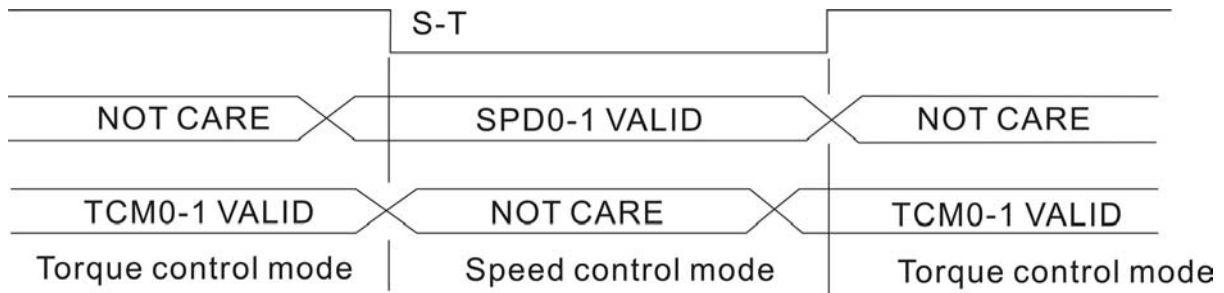 S-T
NOT CARE SPD0-1 VALID NOT CARE
TCM0-1 VALID NOT CARE TCM0-1 VALID
Torque control mode Speed control mode Torque control mode